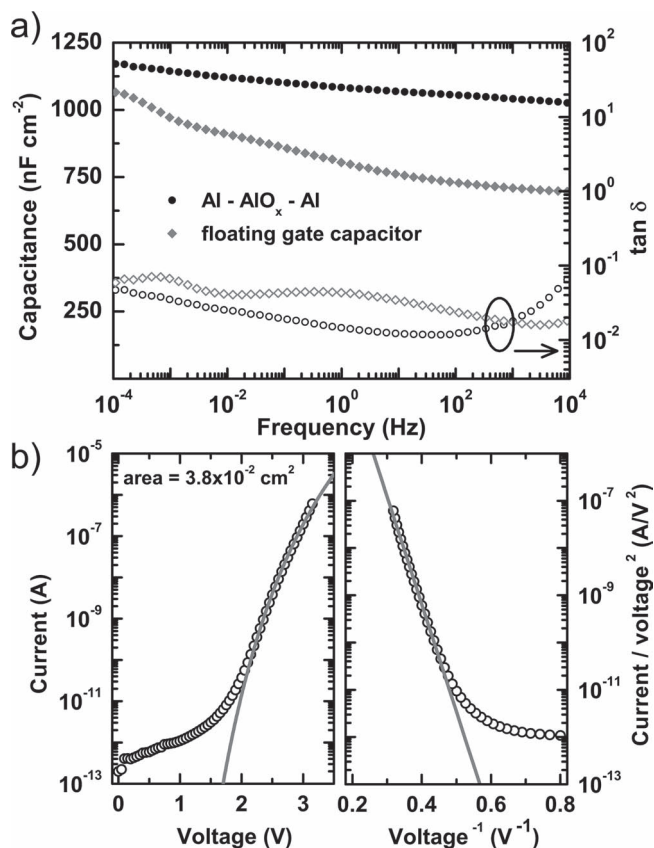 a)
1250
1000
750
500
250
Capacitance (nF cm⁻²)
Al - AlOₓ - Al
floating gate capacitor
10²
10¹
10⁰
10⁻¹
10⁻²
tan δ
10⁻⁴
10⁻²
10⁰
10²
10⁴
Frequency (Hz)
b)
area = 3.8x10⁻² cm²
10⁻⁵
10⁻⁷
10⁻⁹
10⁻¹¹
10⁻¹³
Current (A)
0
1
2
3
Voltage (V)
10⁻⁷
10⁻⁹
10⁻¹¹
10⁻¹³
Current / voltage² (A/V²)
0.2
0.4
0.6
0.8
Voltage⁻¹ (V⁻¹)